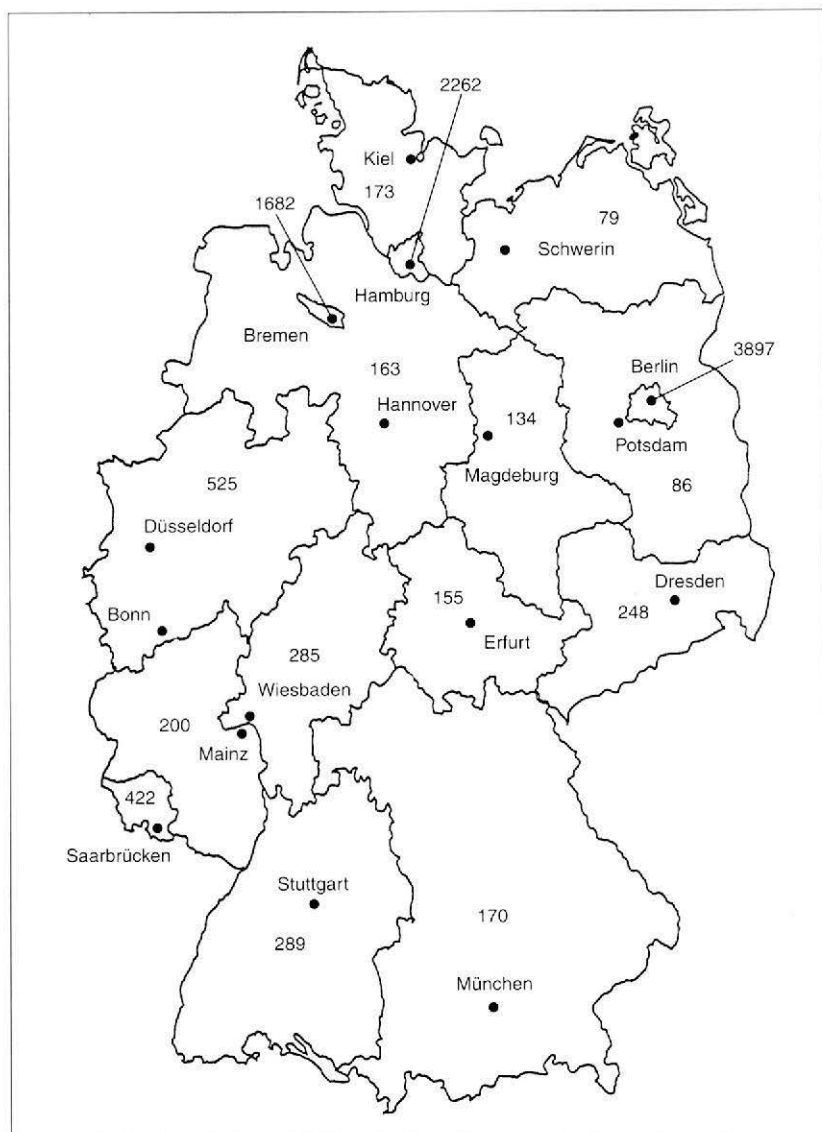 2262
Kiel
173
1682
79
Schwerin
Hamburg
Bremen
163
Berlin
3897
Hannover
134
Potsdam
Magdeburg
86
525
Düsseldorf
Dresden
248
155
Bonn
Erfurt
285
Wiesbaden
200
Mainz
422
Saarbrücken
Stuttgart
289
170
München